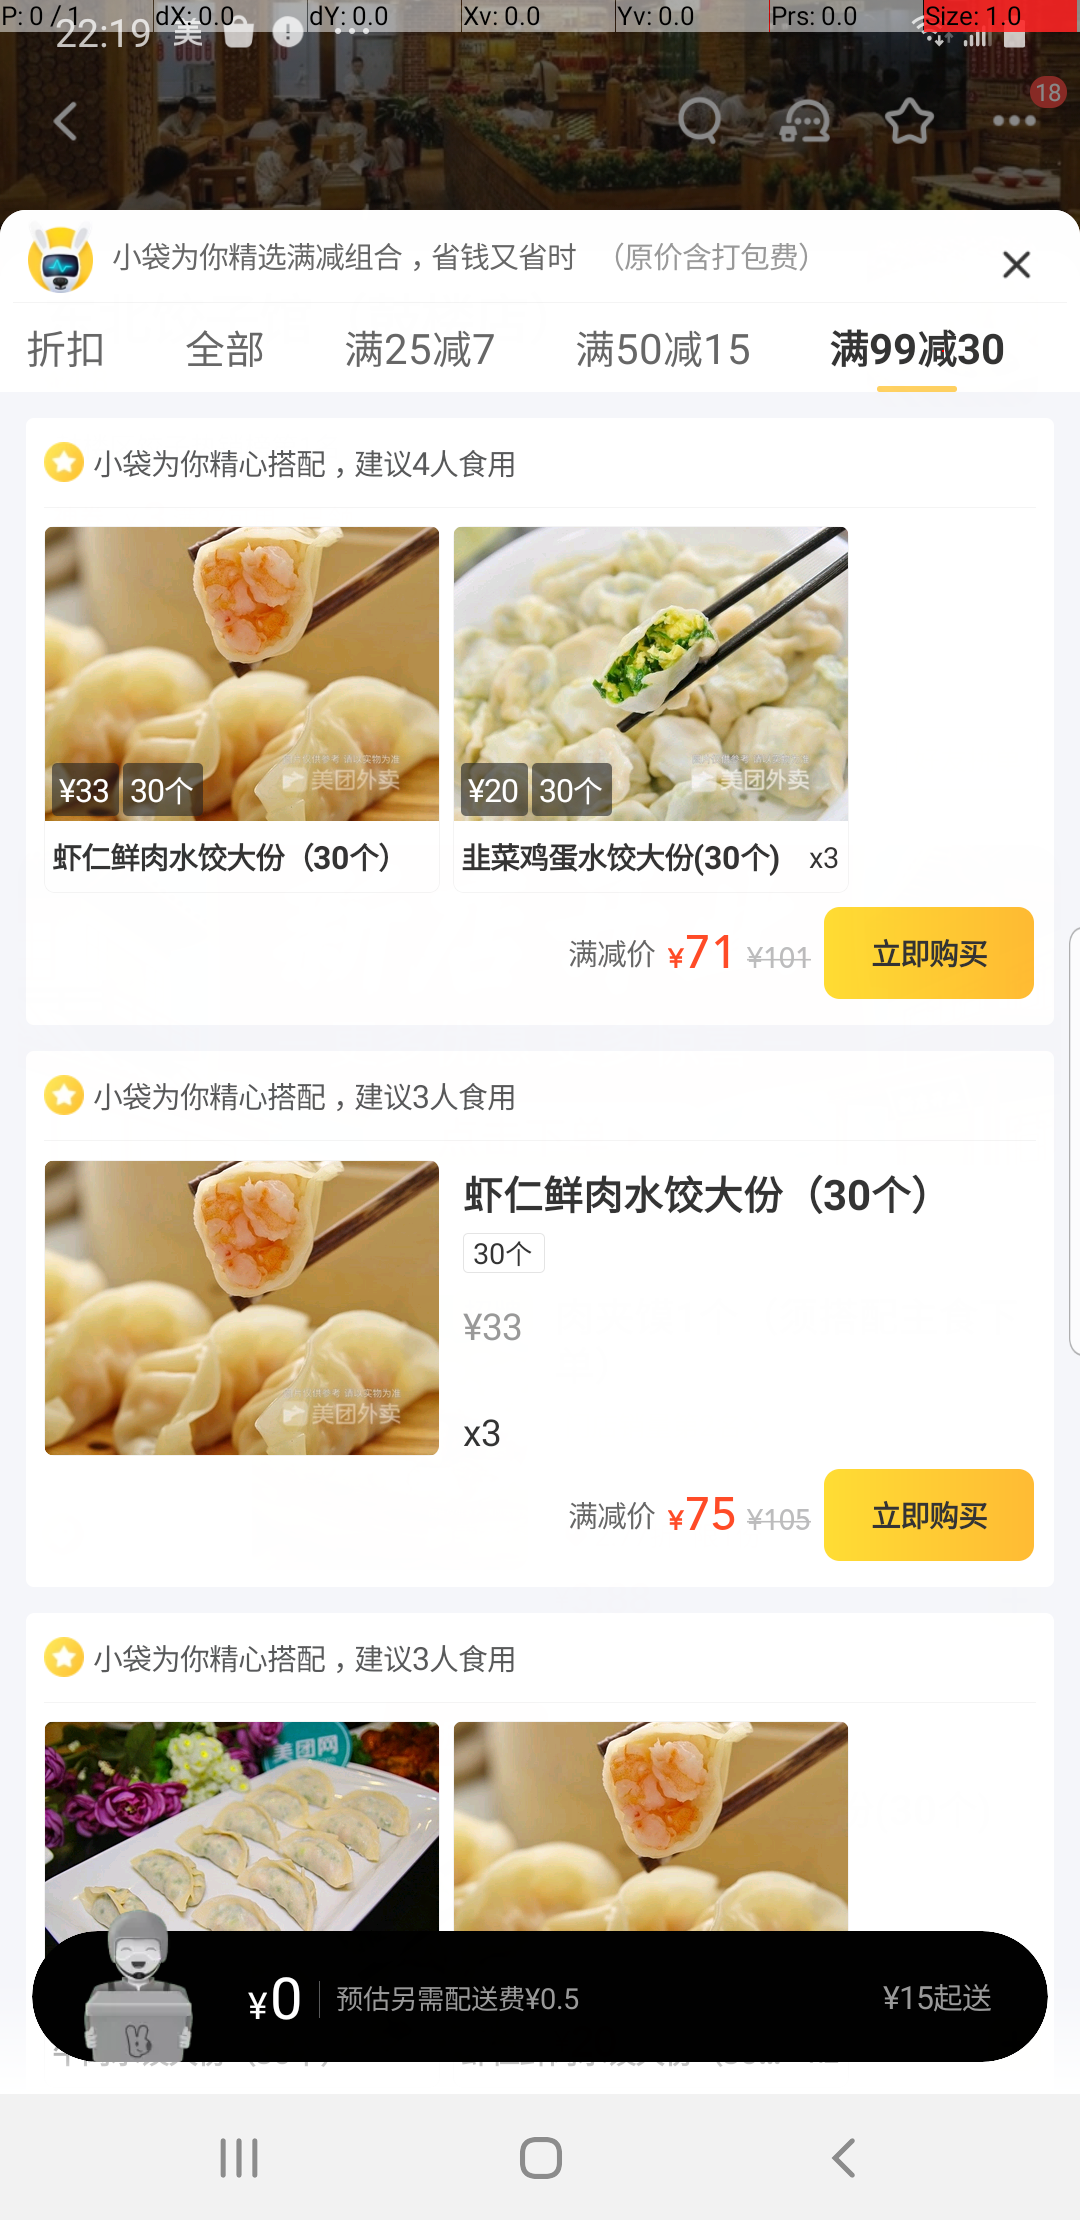 P: 0 / 1 dX: 0.0 dY: 0.0 Xv: 0.0 Yv: 0.0 Prs: 0.0 Size: 1.0
22:19 美
18
小袋为你精选满减组合，省钱又省时 （原价含打包费）
折扣 全部 满25减7 满50减15 满99减30
小袋为你精心搭配，建议4人食用
美团外卖 美团外卖
¥33 30个 ¥20 30个
虾仁鲜肉水饺大份（30个） 韭菜鸡蛋水饺大份(30个) x3
满减价 ¥71 ¥101 立即购买
小袋为你精心搭配，建议3人食用
虾仁鲜肉水饺大份（30个）
30个
¥33
美团外卖
x3
满减价 ¥75 ¥105 立即购买
小袋为你精心搭配，建议3人食用
美团网
¥0 预估另需配送费¥0.5 ¥15起送